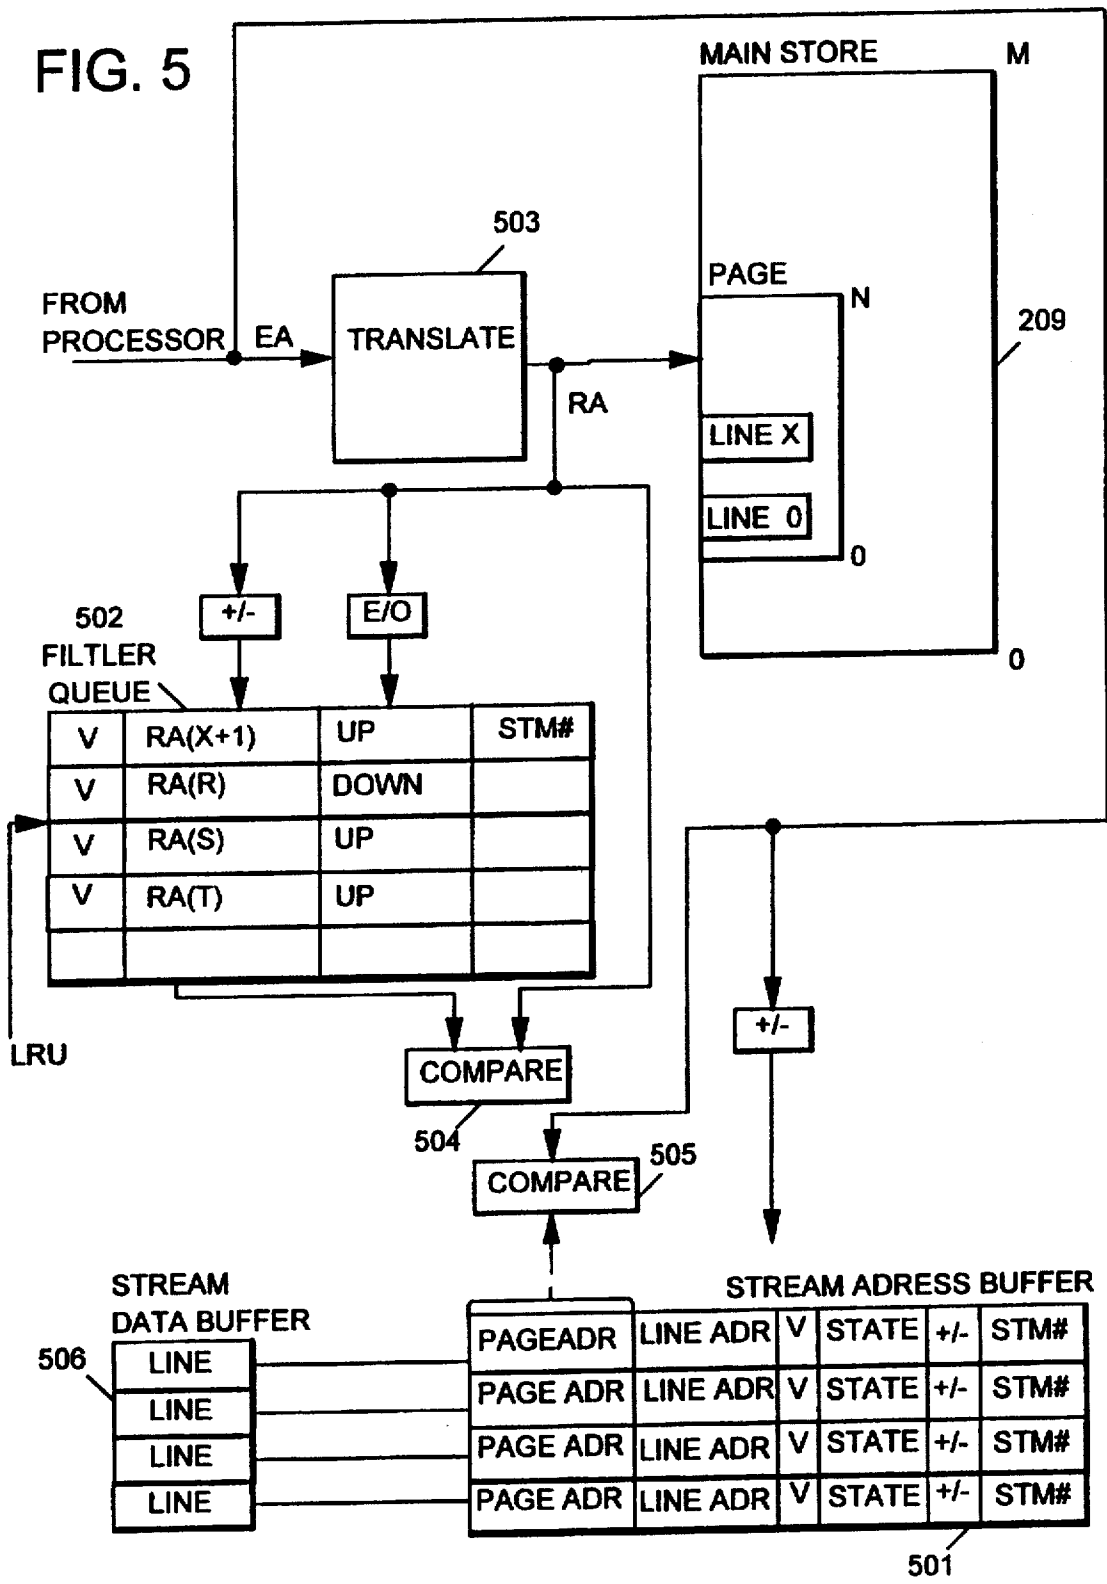 FIG. 5
MAIN STORE
M
503
FROM
PROCESSOR
EA
TRANSLATE
RA
PAGE
N
209
LINE X
LINE 0
0
0
+/-
E/O
502
FILTLER
QUEUE
V RA(X+1) UP STM#
V RA(R) DOWN
V RA(S) UP
V RA(T) UP
LRU
COMPARE
504
+/-
COMPARE
505
STREAM
DATA BUFFER
506
LINE
LINE
LINE
LINE
STREAM ADRESS BUFFER
PAGEADR LINE ADR V STATE +/- STM#
PAGE ADR LINE ADR V STATE +/- STM#
PAGE ADR LINE ADR V STATE +/- STM#
PAGE ADR LINE ADR V STATE +/- STM#
501